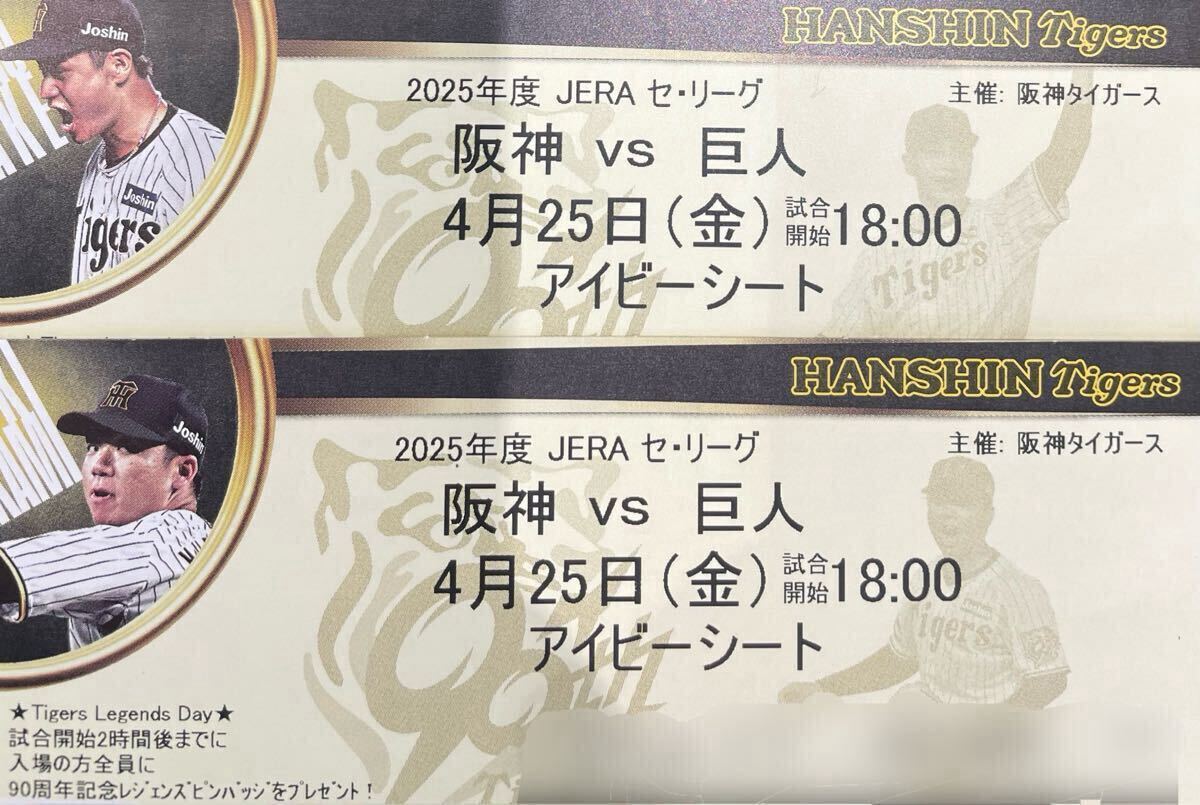 Joshin
HANSHIN Tigers
2025年度 JERA セ・リーグ
主催: 阪神タイガース
阪神 vs 巨人
4月25日(金) 試合開始 18:00
アイビーシート
Joshin
Tigers
Tigers
HANSHIN Tigers
Joshin
2025年度 JERA セ・リーグ
主催: 阪神タイガース
阪神 vs 巨人
4月25日(金) 試合開始 18:00
アイビーシート
Joshin
Tigers
★Tigers Legends Day★
試合開始2時間後までに
入場の方全員に
90周年記念レジェンズピンバッジをプレゼント!